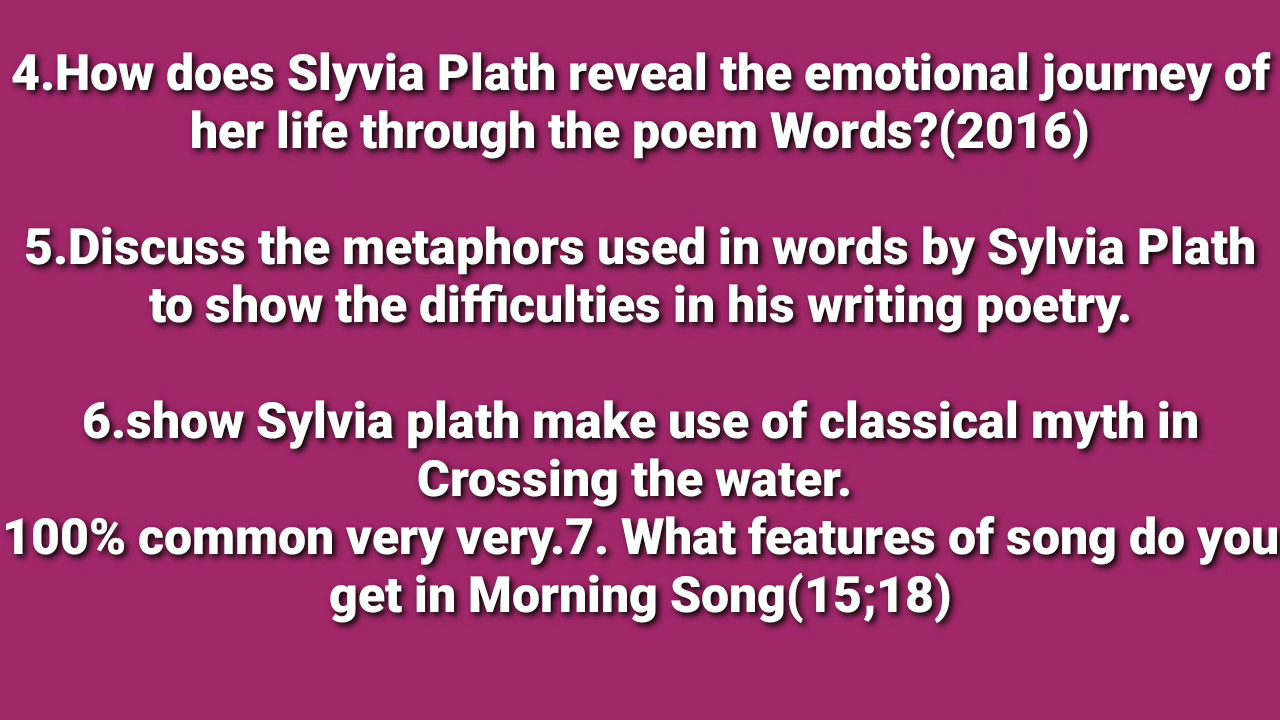 4.How does Slyvia Plath reveal the emotional journey of
her life through the poem Words?(2016)
5.Discuss the metaphors used in words by Sylvia Plath
to show the difficulties in his writing poetry.
6.show Sylvia plath make use of classical myth in
Crossing the water.
100% common very very.7. What features of song do you
get in Morning Song(15;18)